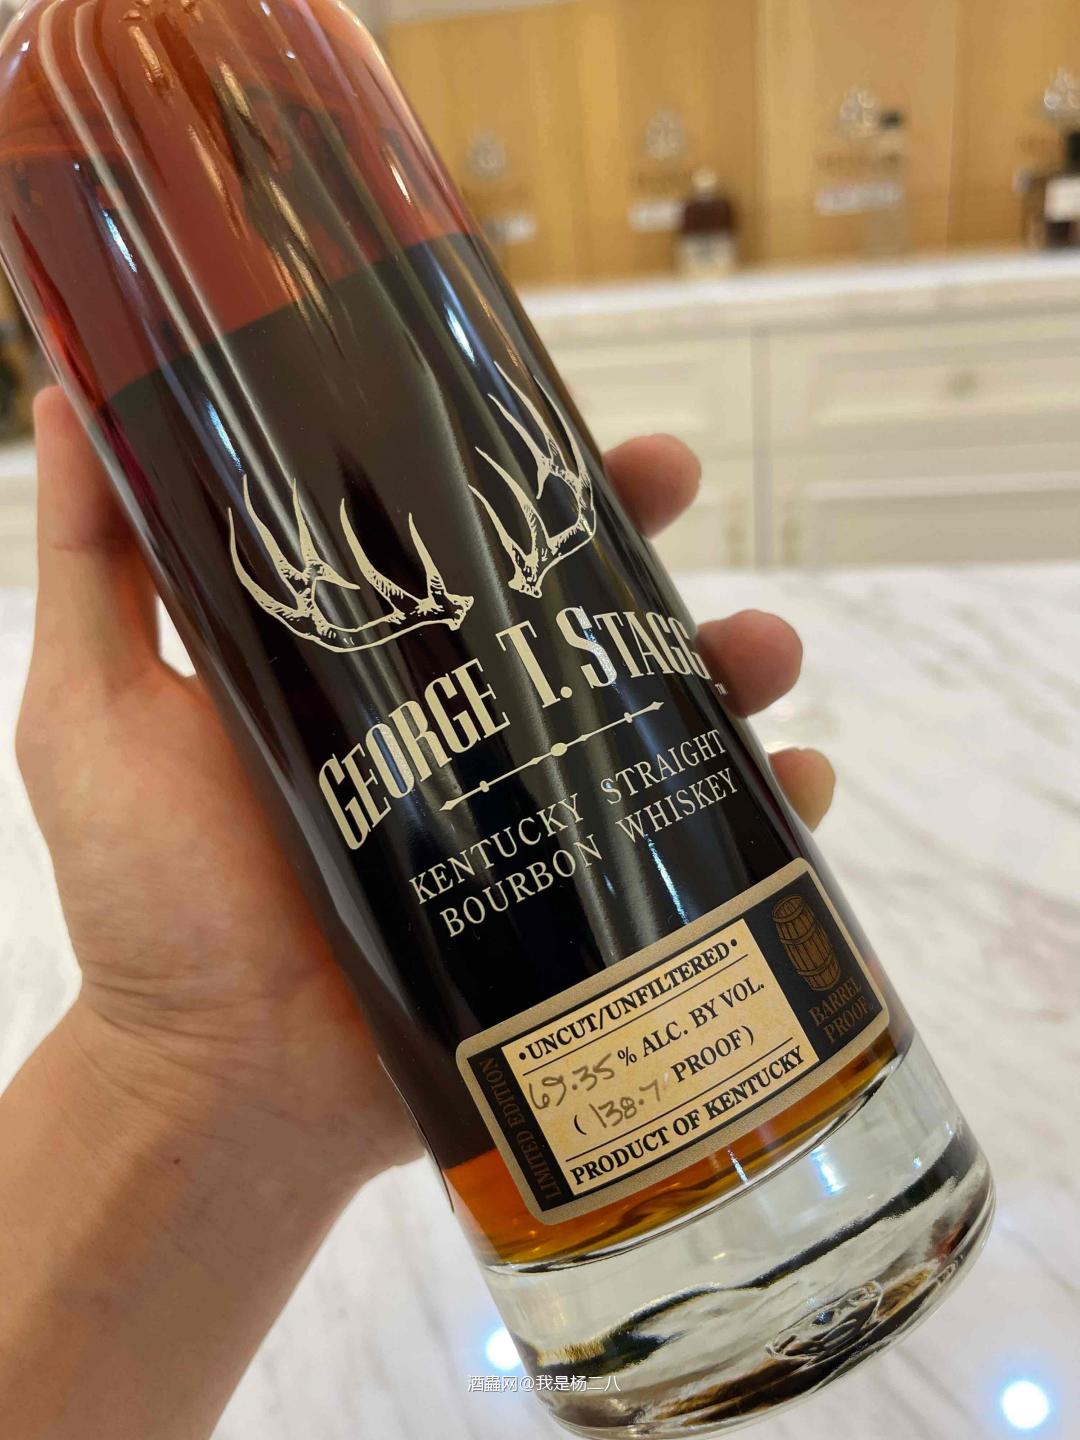 GEORGE T. STAGG
™
KENTUCKY STRAIGHT
BOURBON WHISKEY
•UNCUT/UNFILTERED•
69.35 % ALC. BY VOL.
(138.7 PROOF)
PRODUCT OF KENTUCKY
LIMITED EDITION
BARREL
PROOF
酒蟲网@我是杨二八